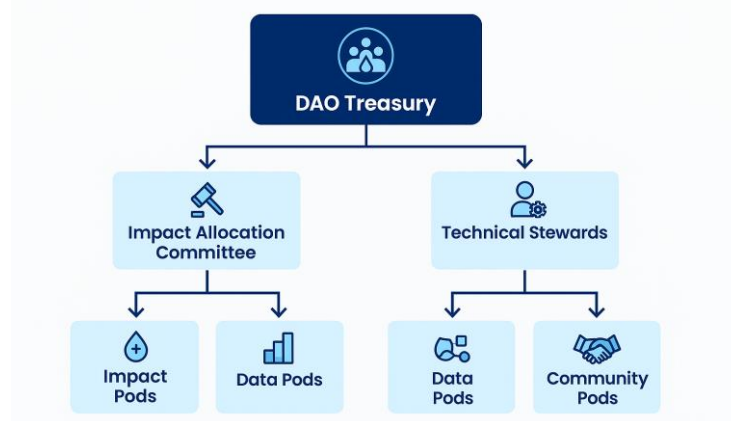 DAO Treasury
Impact Allocation
Committee
Technical Stewards
Impact
Pods
Data Pods
Data
Pods
Community
Pods